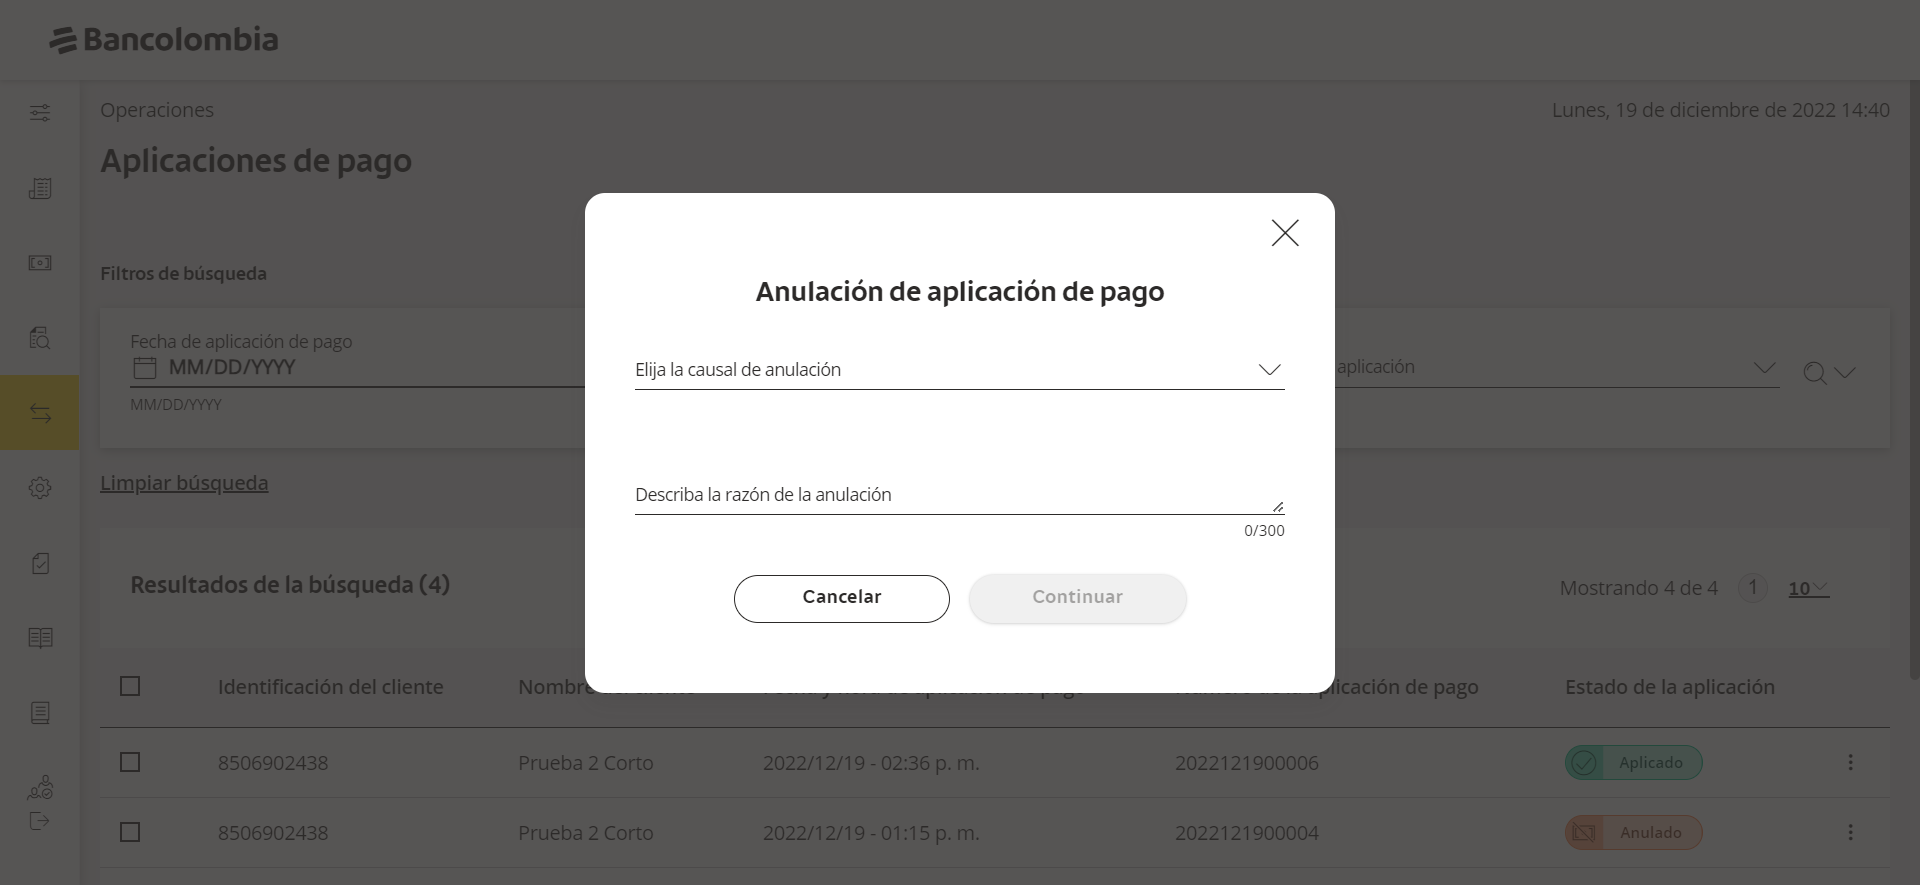 Bancolombia
Operaciones
Lunes, 19 de diciembre de 2022 14:40
Aplicaciones de pago
Filtros de búsqueda
Fecha de aplicación de pago
MM/DD/YYYY
MM/DD/YYYY
aplicación
Limpiar búsqueda
Anulación de aplicación de pago
Elija la causal de anulación
Describa la razón de la anulación
0/300
Cancelar
Continuar
Resultados de la búsqueda (4)
Mostrando 4 de 4
1
10
Identificación del cliente
Nombre
aplicación de pago
Estado de la aplicación
8506902438
Prueba 2 Corto
2022/12/19 - 02:36 p. m.
2022121900006
Aplicado
8506902438
Prueba 2 Corto
2022/12/19 - 01:15 p. m.
2022121900004
Anulado